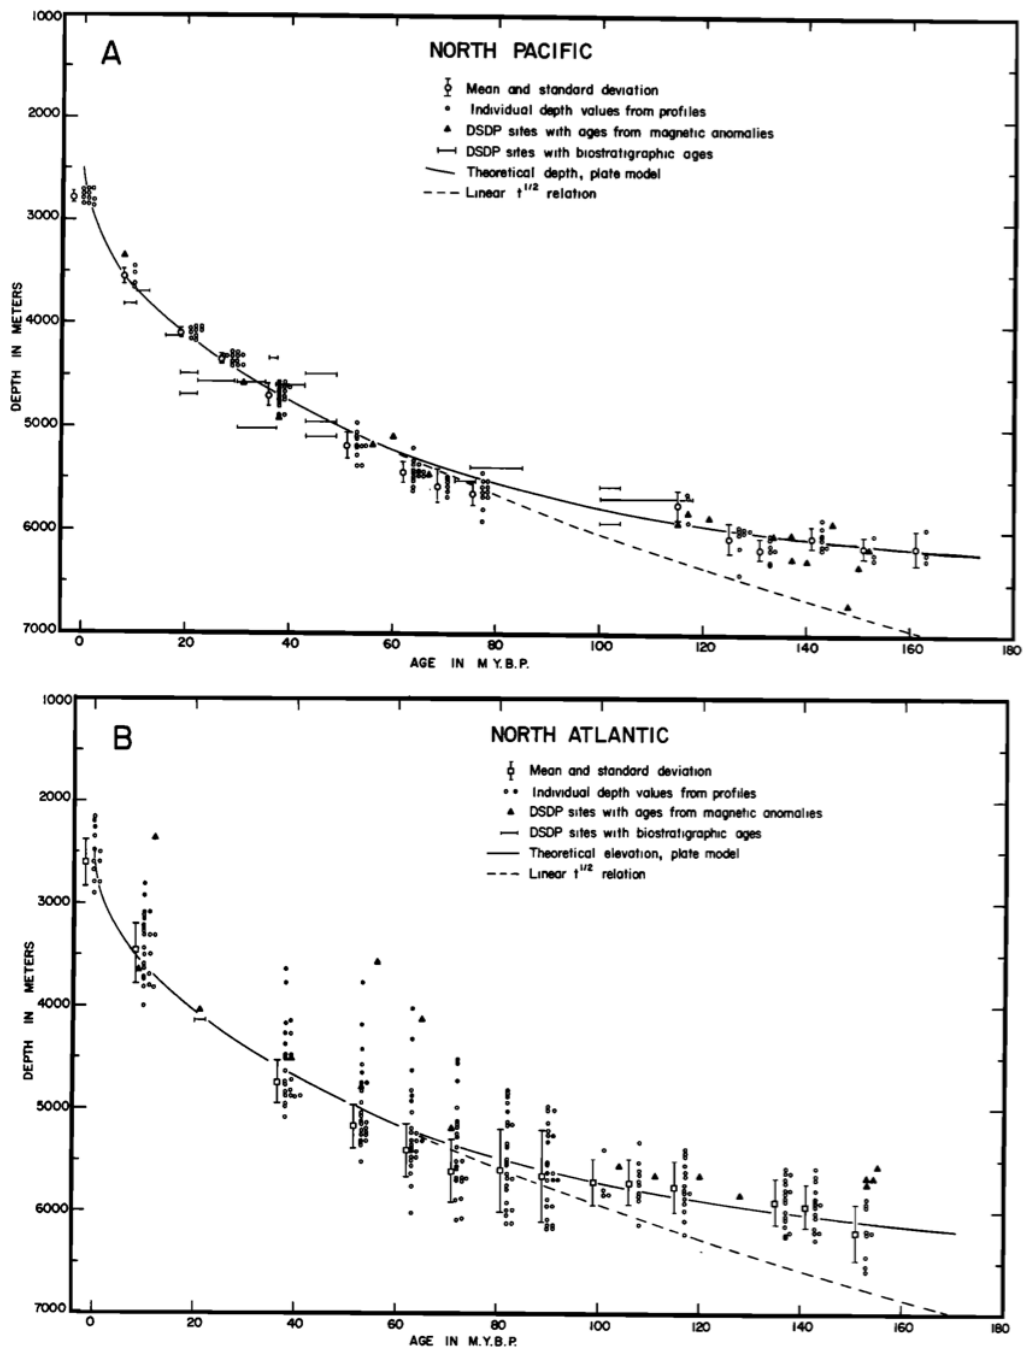 A
NORTH PACIFIC
Mean and standard deviation
Individual depth values from profiles
DSDP sites with ages from magnetic anomalies
DSDP sites with biostratigraphic ages
Theoretical depth, plate model
Linear t^1/2 relation
1000
2000
3000
4000
5000
6000
7000
DEPTH IN METERS
0 20 40 60 80 100 120 140 160 180
AGE IN M.Y.B.P.
B
NORTH ATLANTIC
Mean and standard deviation
Individual depth values from profiles
DSDP sites with ages from magnetic anomalies
DSDP sites with biostratigraphic ages
Theoretical elevation, plate model
Linear t^1/2 relation
1000
2000
3000
4000
5000
6000
7000
DEPTH IN METERS
0 20 40 60 80 100 120 140 160 180
AGE IN M.Y.B.P.